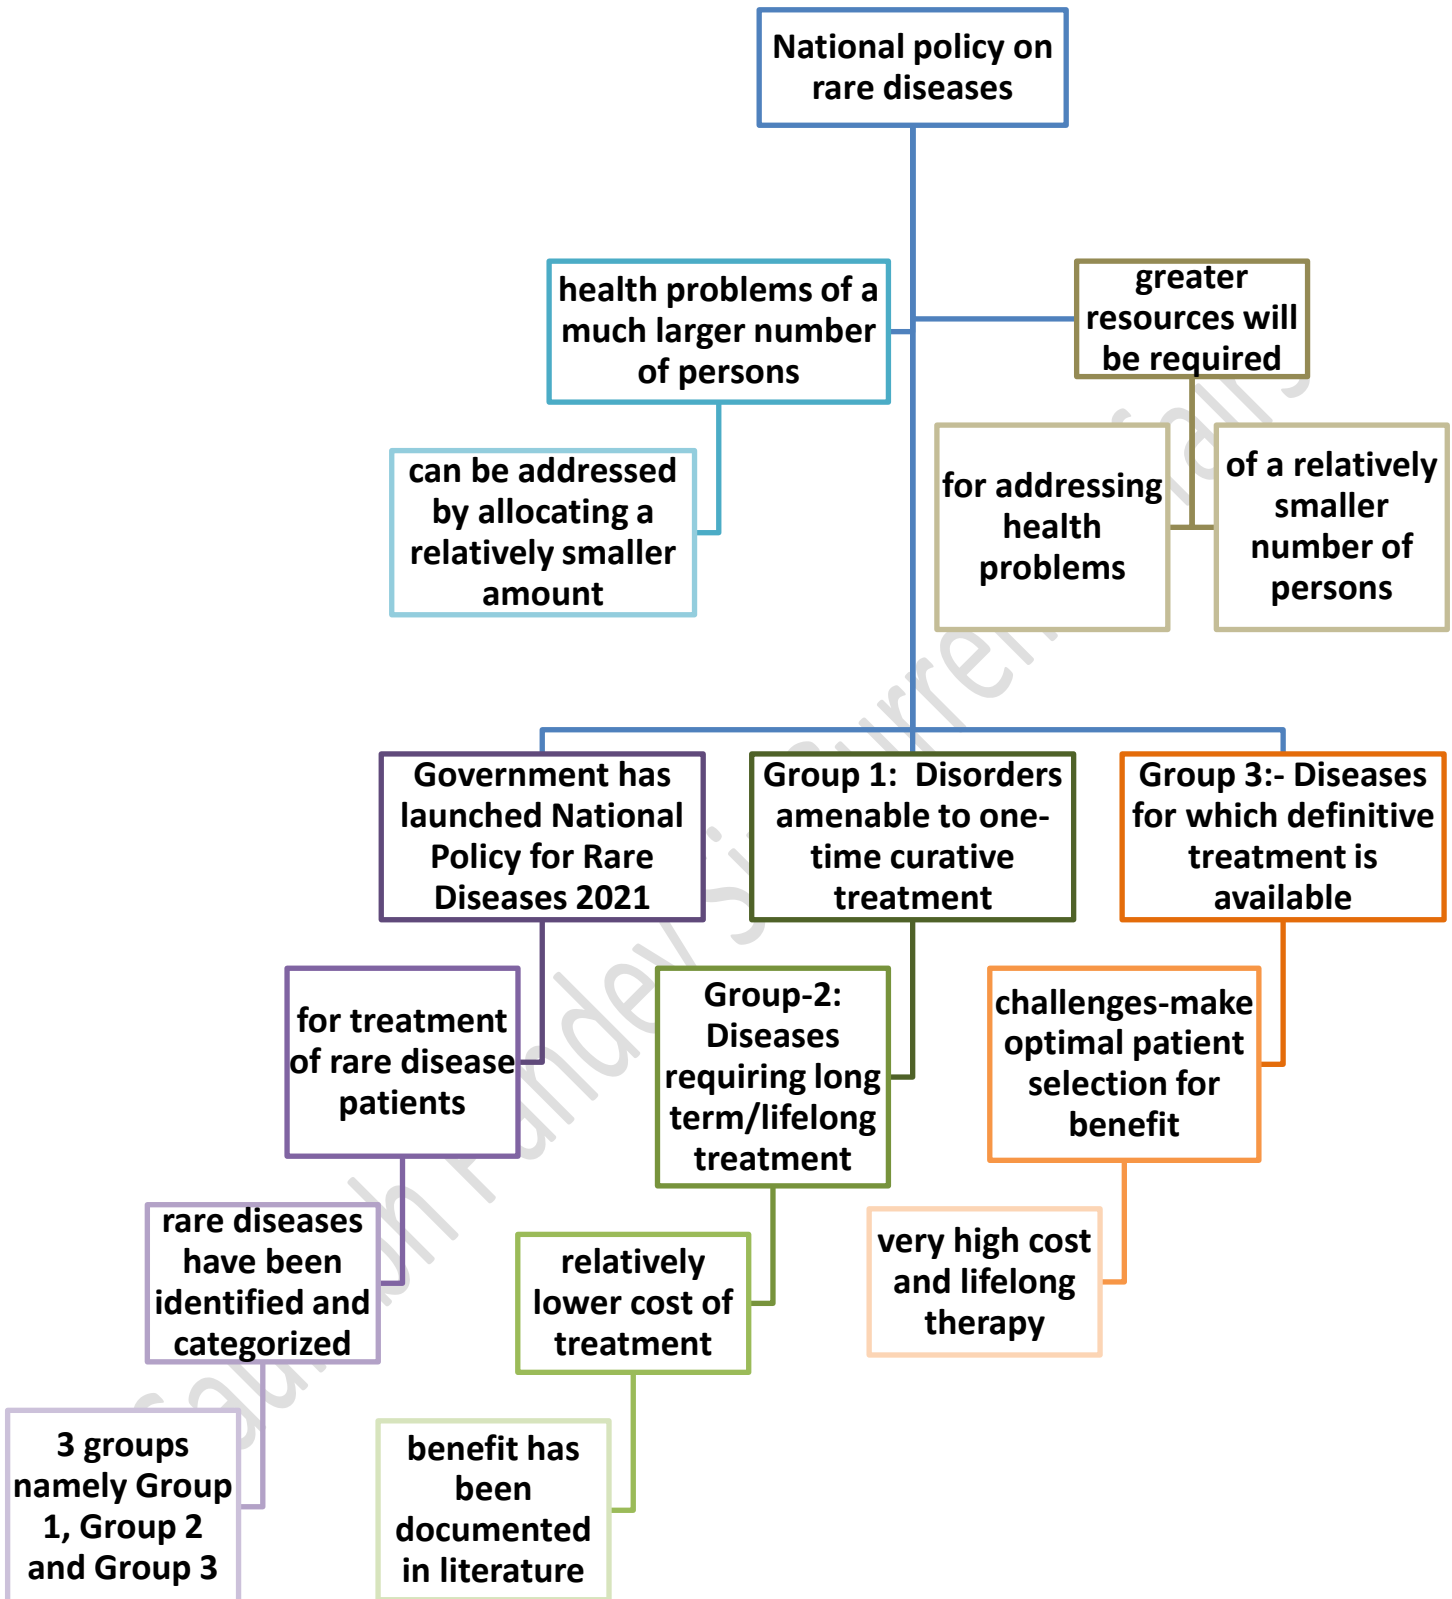 National policy on
rare diseases
health problems of a
much larger number
of persons
greater
resources will
be required
can be addressed
by allocating a
relatively smaller
amount
for addressing
health
problems
of a relatively
smaller
number of
persons
Government has
launched National
Policy for Rare
Diseases 2021
Group 1:  Disorders
amenable to one-
time curative
treatment
Group 3:- Diseases
for which definitive
treatment is
available
for treatment
of rare disease
patients
Group-2:
Diseases
requiring long
term/lifelong
treatment
challenges-make
optimal patient
selection for
benefit
rare diseases
have been
identified and
categorized
relatively
lower cost of
treatment
very high cost
and lifelong
therapy
3 groups
namely Group
1, Group 2
and Group 3
benefit has
been
documented
in literature